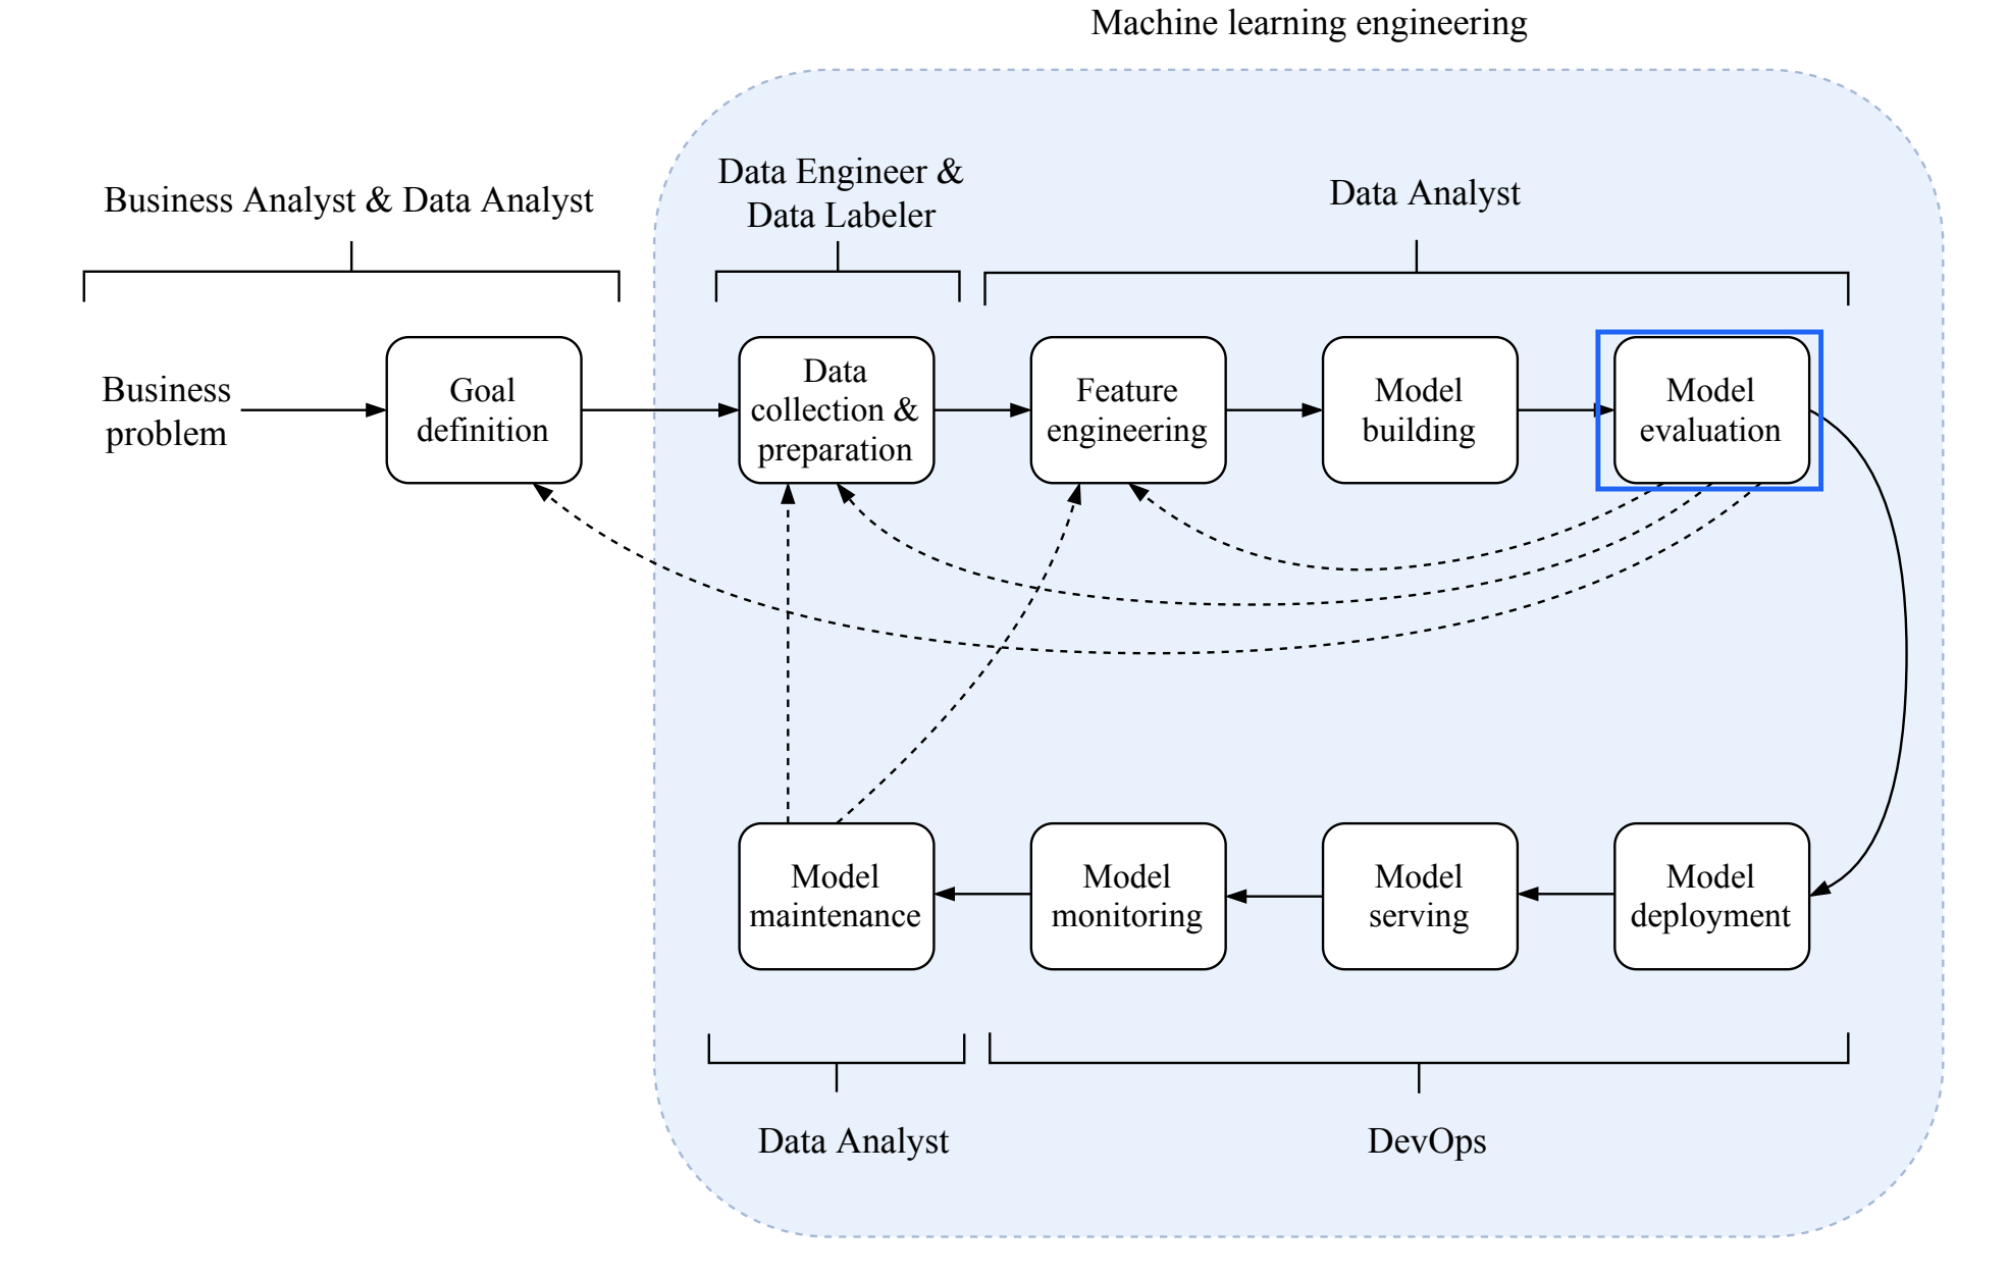 Machine learning engineering
Business Analyst & Data Analyst
Data Engineer &
Data Labeler
Data Analyst
Business
problem
Goal
definition
Data
collection &
preparation
Feature
engineering
Model
building
Model
evaluation
Model
maintenance
Model
monitoring
Model
serving
Model
deployment
Data Analyst
DevOps